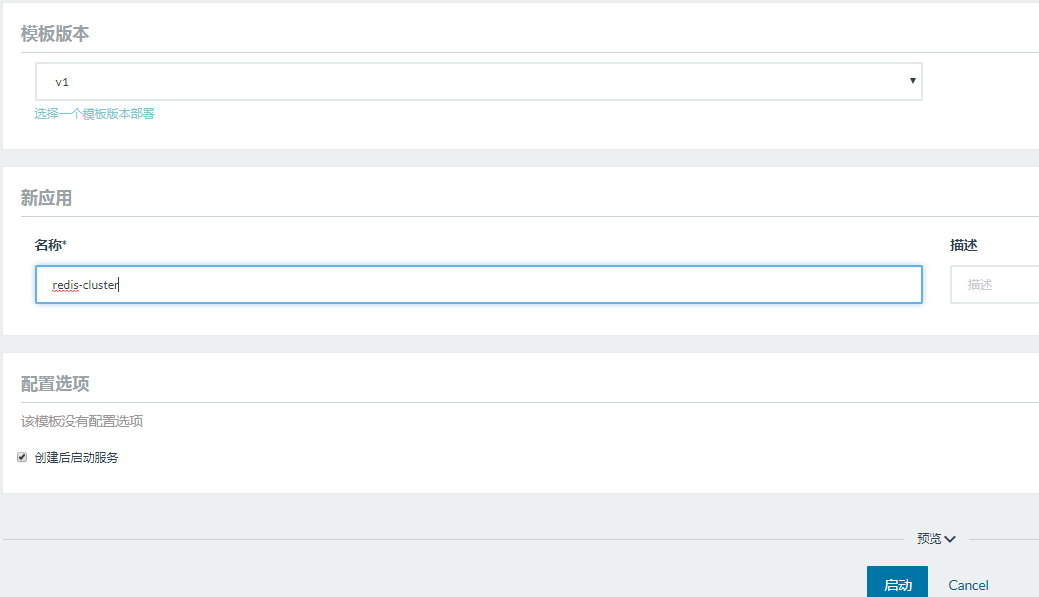 模板版本
v1
选择一个模板版本部署
新应用
名称* 描述
redis-cluster 描述
配置选项
该模板没有配置选项
创建后启动服务
预览
启动 Cancel